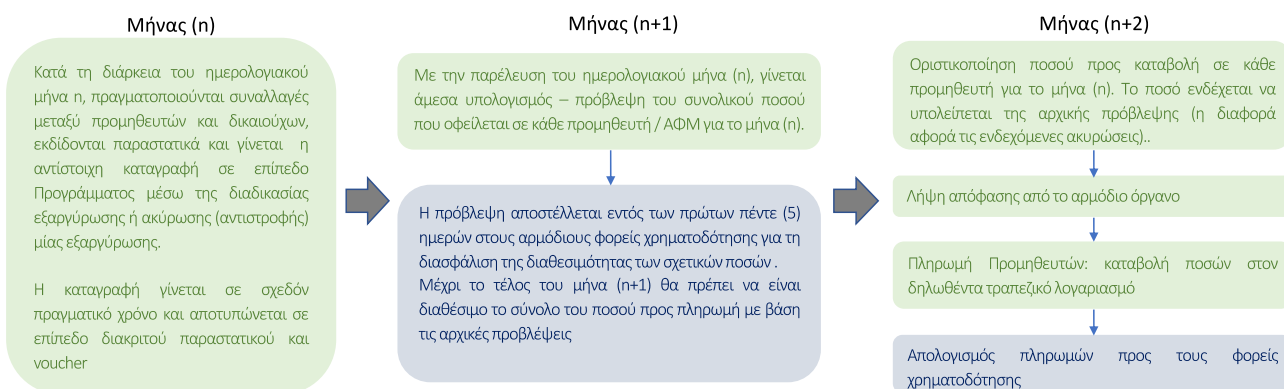 Μήνας (n)
Κατά τη διάρκεια του ημερολογιακού
μήνα n, πραγματοποιούνται συναλλαγές
μεταξύ προμηθευτών και δικαιούχων,
εκδίδονται παραστατικά και γίνεται η
αντίστοιχη καταγραφή σε επίπεδο
Προγράμματος μέσω της διαδικασίας
εξαργύρωσης ή ακύρωσης (αντιστροφής)
μίας εξαργύρωσης.
Η καταγραφή γίνεται σε σχεδόν
πραγματικό χρόνο και αποτυπώνεται σε
επίπεδο διακριτού παραστατικού και
voucher
Μήνας (n+1)
Με την παρέλευση του ημερολογιακού μήνα (n), γίνεται
άμεσα υπολογισμός – πρόβλεψη του συνολικού ποσού
που οφείλεται σε κάθε προμηθευτή / ΑΦΜ για το μήνα (n).
Η πρόβλεψη αποστέλλεται εντός των πρώτων πέντε (5)
ημερών στους αρμόδιους φορείς χρηματοδότησης για τη
διασφάλιση της διαθεσιμότητας των σχετικών ποσών .
Μέχρι το τέλος του μήνα (n+1) θα πρέπει να είναι
διαθέσιμο το σύνολο του ποσού προς πληρωμή με βάση
τις αρχικές προβλέψεις
Μήνας (n+2)
Οριστικοποίηση ποσού προς καταβολή σε κάθε
προμηθευτή για το μήνα (n). Το ποσό ενδέχεται να
υπολείπεται της αρχικής πρόβλεψης (η διαφορά
αφορά τις ενδεχόμενες ακυρώσεις)..
Λήψη απόφασης από το αρμόδιο όργανο
Πληρωμή Προμηθευτών: καταβολή ποσών στον
δηλωθέντα τραπεζικό λογαριασμό
Απολογισμός πληρωμών προς τους φορείς
χρηματοδότησης